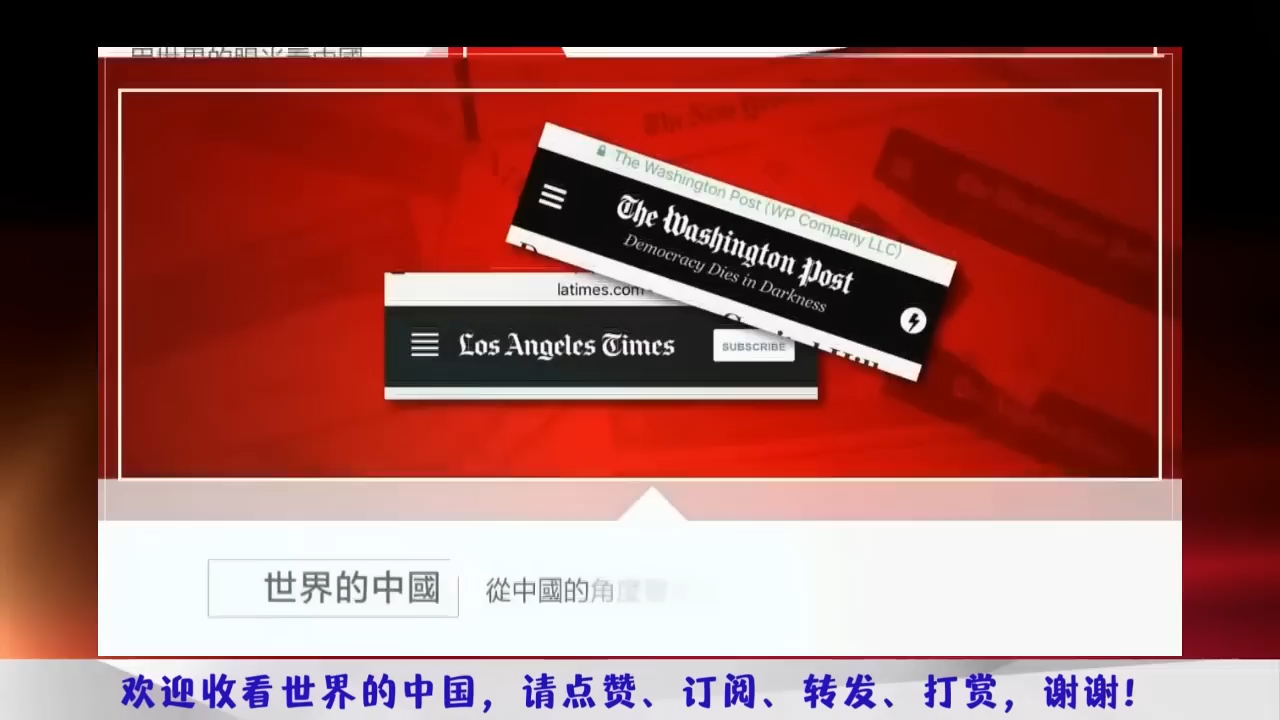 The Washington Post (WP Company LLC)
The Washington Post
Democracy Dies in Darkness
latimes.com
Los Angeles Times
SUBSCRIBE
世界的中國
從中國的角度
欢迎收看世界的中国，请点赞、订阅、转发、打赏，谢谢！